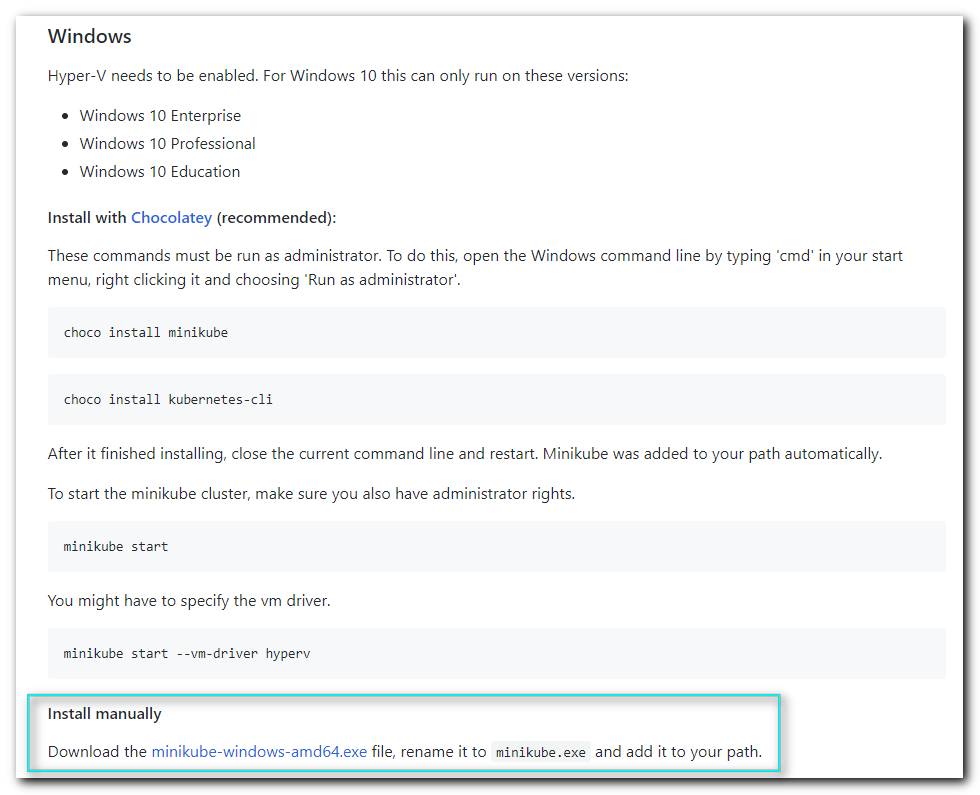 Windows
Hyper-V needs to be enabled. For Windows 10 this can only run on these versions:
Windows 10 Enterprise
Windows 10 Professional
Windows 10 Education
Install with Chocolatey (recommended):
These commands must be run as administrator. To do this, open the Windows command line by typing 'cmd' in your start
menu, right clicking it and choosing 'Run as administrator'.
choco install minikube
choco install kubernetes-cli
After it finished installing, close the current command line and restart. Minikube was added to your path automatically.
To start the minikube cluster, make sure you also have administrator rights.
minikube start
You might have to specify the vm driver.
minikube start --vm-driver hyperv
Install manually
Download the minikube-windows-amd64.exe file, rename it to minikube.exe and add it to your path.